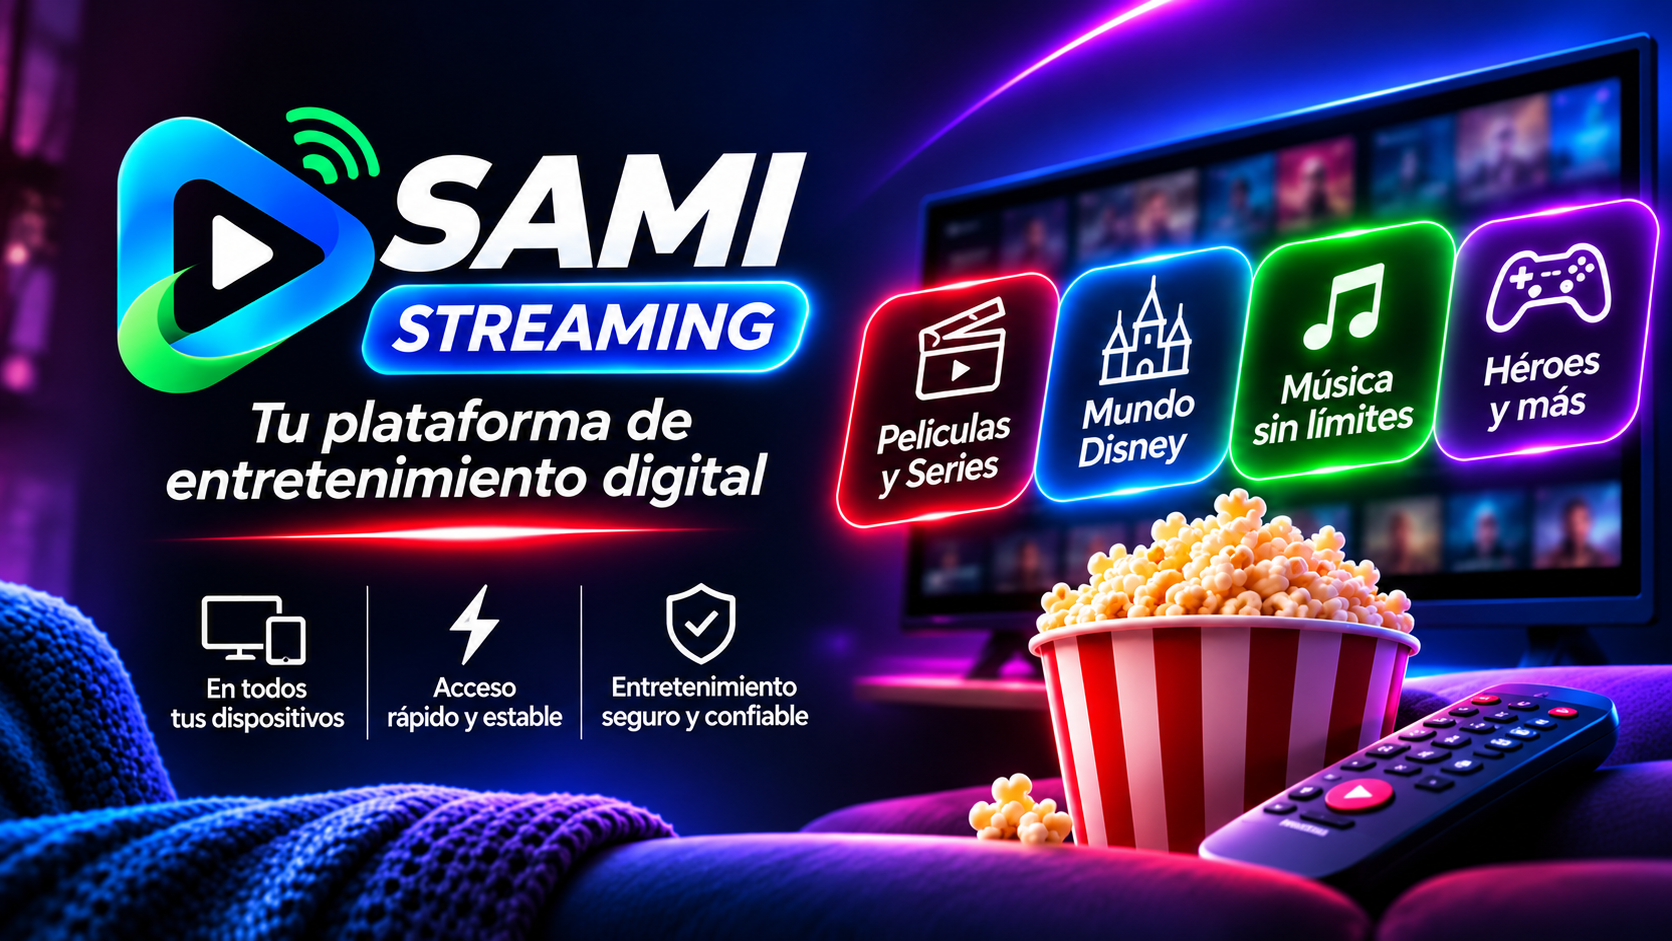 SAMI
STREAMING
Tu plataforma de
entretenimiento digital
En todos
tus dispositivos
Acceso
rápido y estable
Entretenimiento
seguro y confiable
Peliculas
y Series
Mundo
Disney
Música
sin límites
Héroes
y más